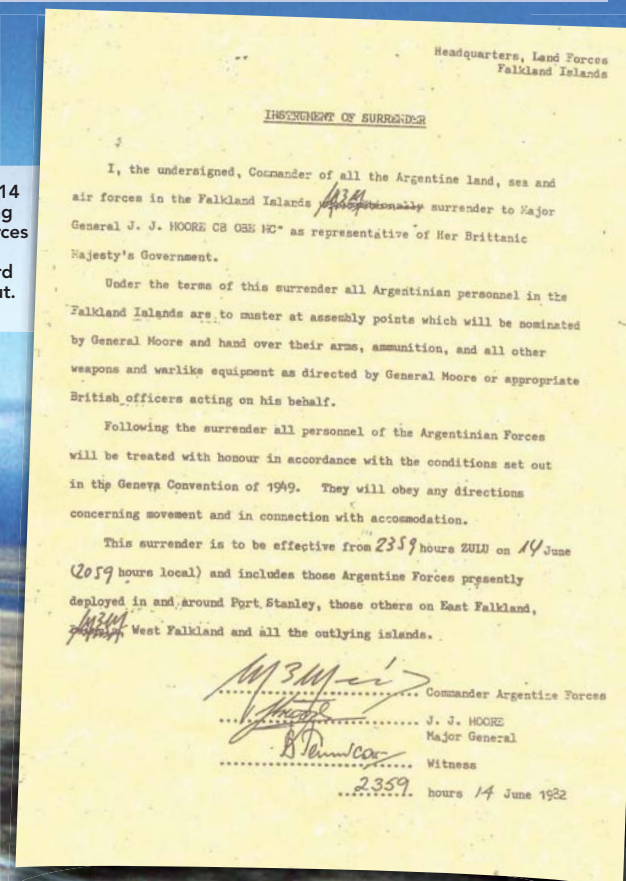 14
g
rces
rd
ut.
Headquarters, Land Forces
Falkland Islands
INSTRUMENT OF SURRENDER
I, the undersigned, Commander of all the Argentine land, sea and
air forces in the Falkland Islands surrender to Major
General J. J. MOORE CB OBE MC* as representative of Her Brittanic
Majesty's Government.
Under the terms of this surrender all Argentinian personnel in the
Falkland Islands are to muster at assembly points which will be nominated
by General Moore and hand over their arms, ammunition, and all other
weapons and warlike equipment as directed by General Moore or appropriate
British officers acting on his behalf.
Following the surrender all personnel of the Argentinian Forces
will be treated with honour in accordance with the conditions set out
in the Geneva Convention of 1949. They will obey any directions
concerning movement and in connection with accommodation.
This surrender is to be effective from 2359 hours ZULU on 14 June
(2059 hours local) and includes those Argentine Forces presently
deployed in and around Port Stanley, those others on East Falkland,
West Falkland and all the outlying islands.
Commander Argentine Forces
J. J. MOORE
Major General
Witness
2359 hours 14 June 1982